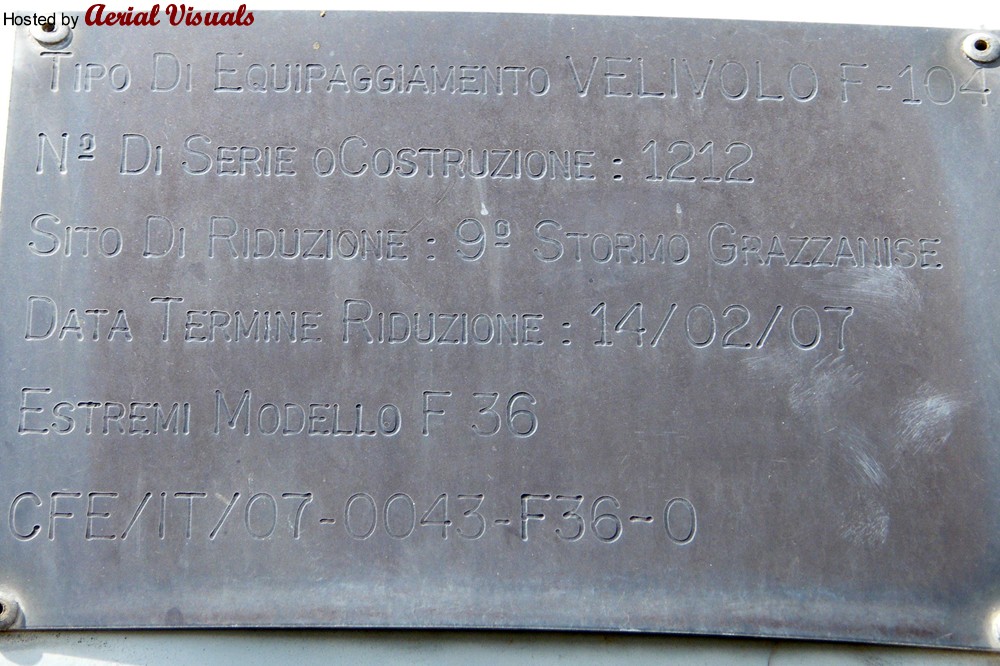 Hosted by Aerial Visuals
Tipo Di Equipaggiamento VELIVOLO F-104
Nº Di Serie oCostruzione : 1212
Sito Di Riduzione : 9º Stormo Grazzanise
Data Termine Riduzione : 14/02/07
Estremi Modello F 36
CFE/IT/07-0043-F36-0